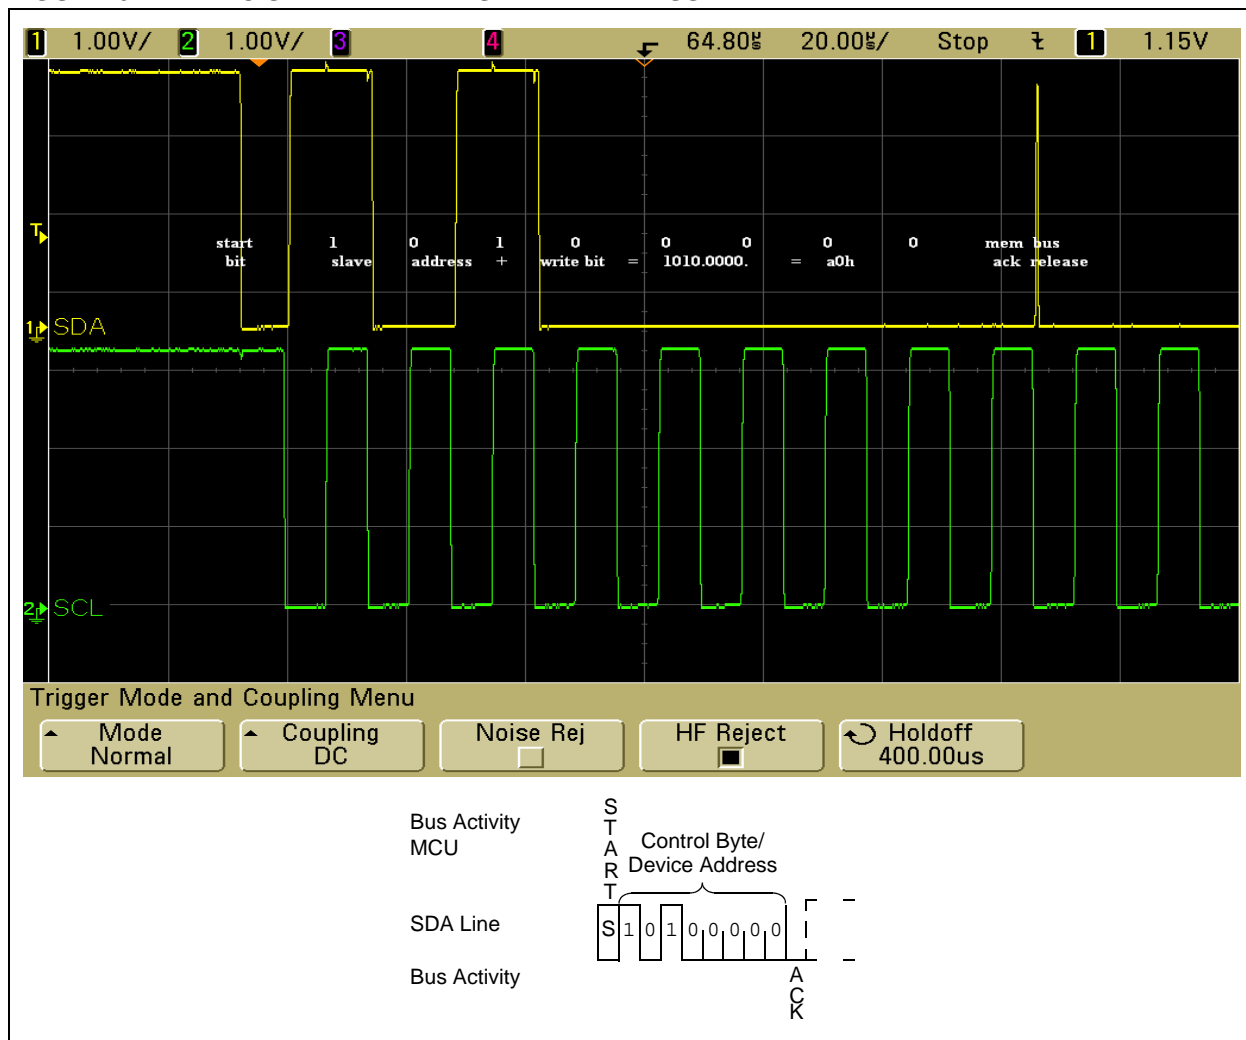 1 1.00V/ 2 1.00V/ 3 4 64.80µs 20.00µs/ Stop 1 1.15V
T
start 1 0 1 0 0 0 0 0 mem bus
bit slave address + write bit = 1010.0000. = a0h ack release
1 SDA
2 SCL
Trigger Mode and Coupling Menu
Mode Coupling Noise Rej HF Reject Holdoff
Normal DC 400.00us
Bus Activity
MCU
START
Control Byte/
Device Address
SDA Line
S 1 0 1 0 0 0 0 0
Bus Activity
ACK